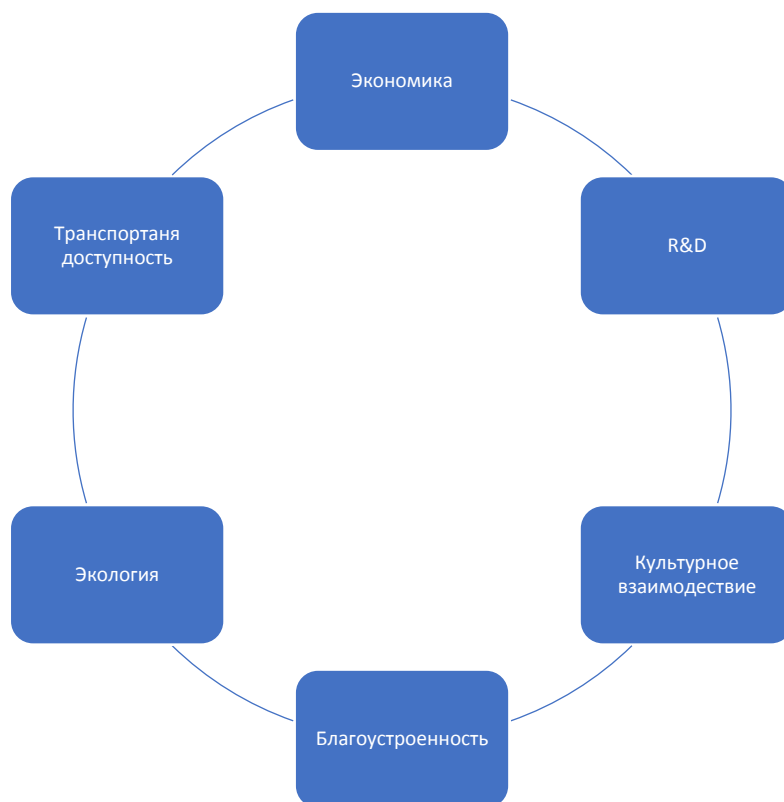 Экономика
R&D
Культурное
взаимодествие
Благоустроенность
Экология
Транспортаня
доступность